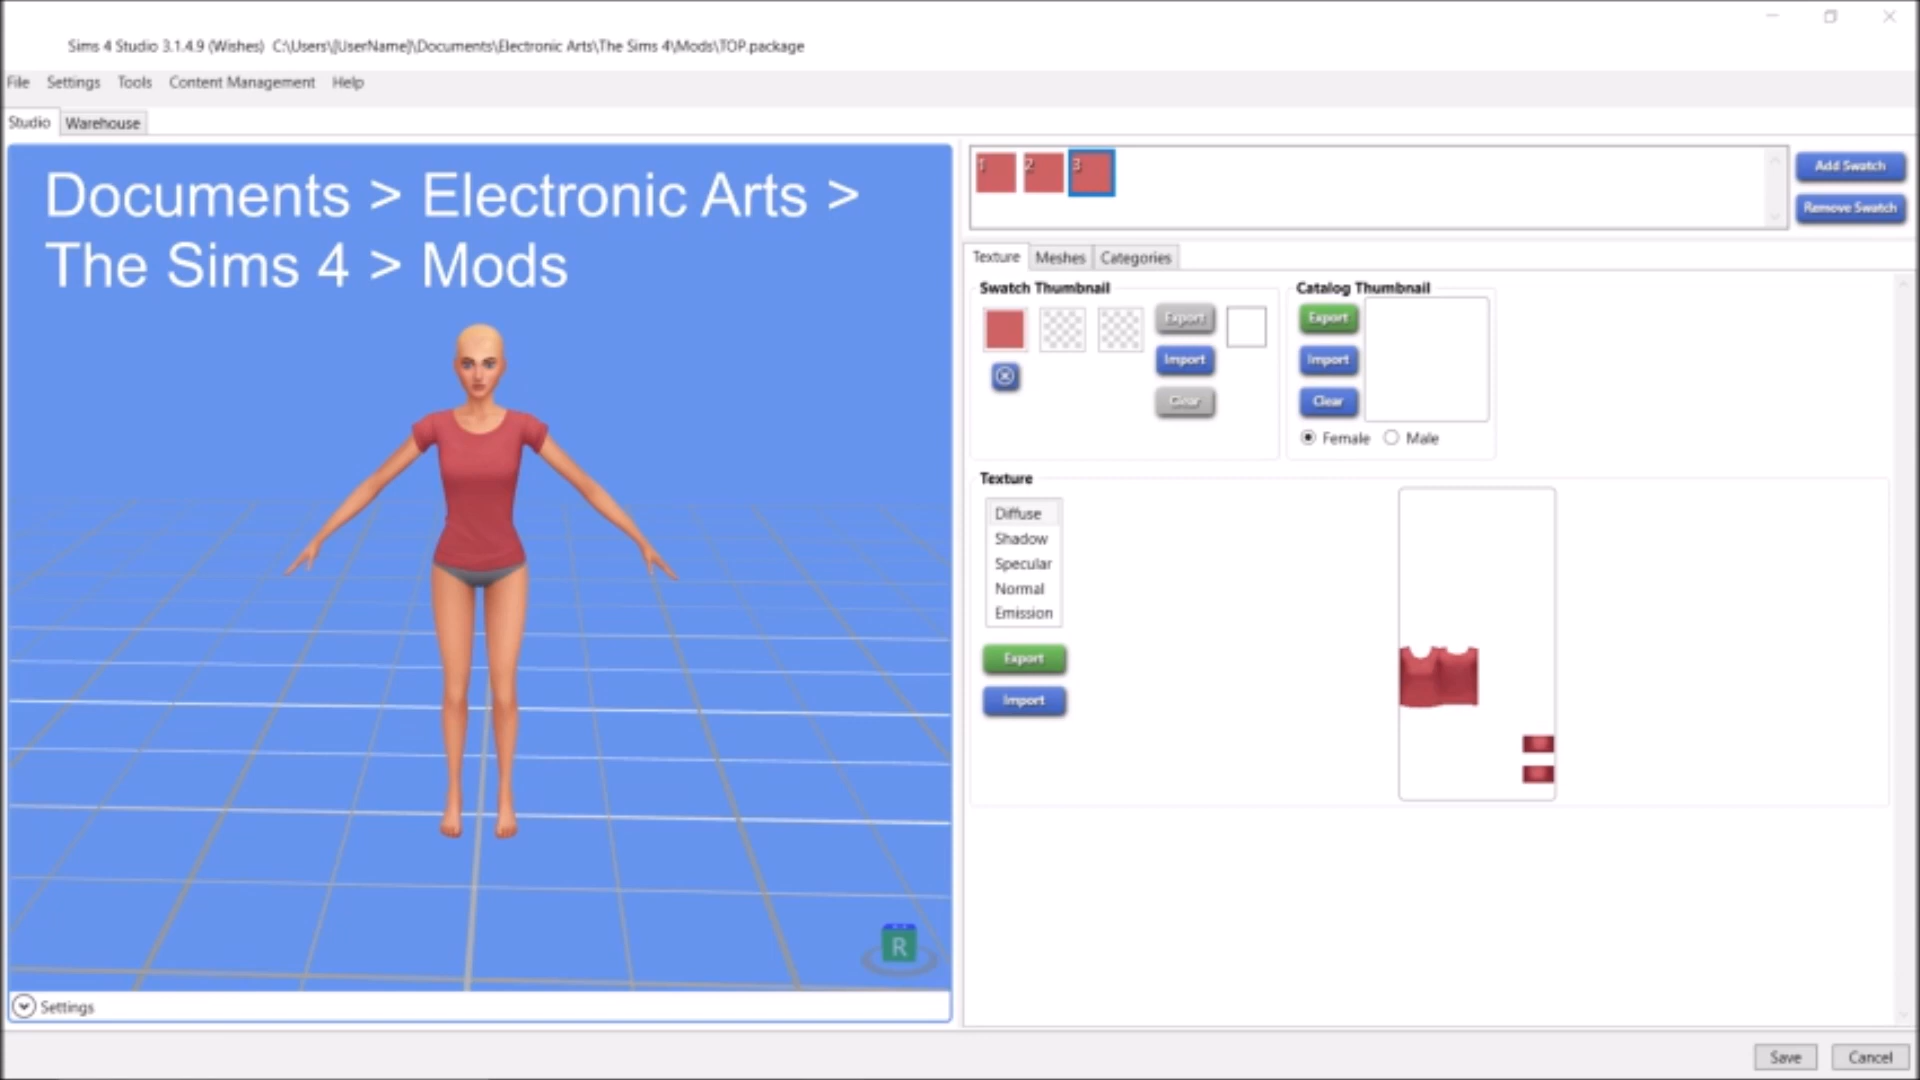 Sims 4 Studio 3.1.4.9 (Wishes) C:\Users\[UserName]\Documents\Electronic Arts\The Sims 4\Mods\TOP.package
File Settings Tools Content Management Help
Studio Warehouse
Documents > Electronic Arts >
The Sims 4 > Mods
R
Settings
1 2 3
Add Swatch
Remove Swatch
Texture Meshes Categories
Swatch Thumbnail
Export
Import
Clear
Catalog Thumbnail
Export
Import
Clear
Female Male
Texture
Diffuse
Shadow
Specular
Normal
Emission
Export
Import
Save Cancel